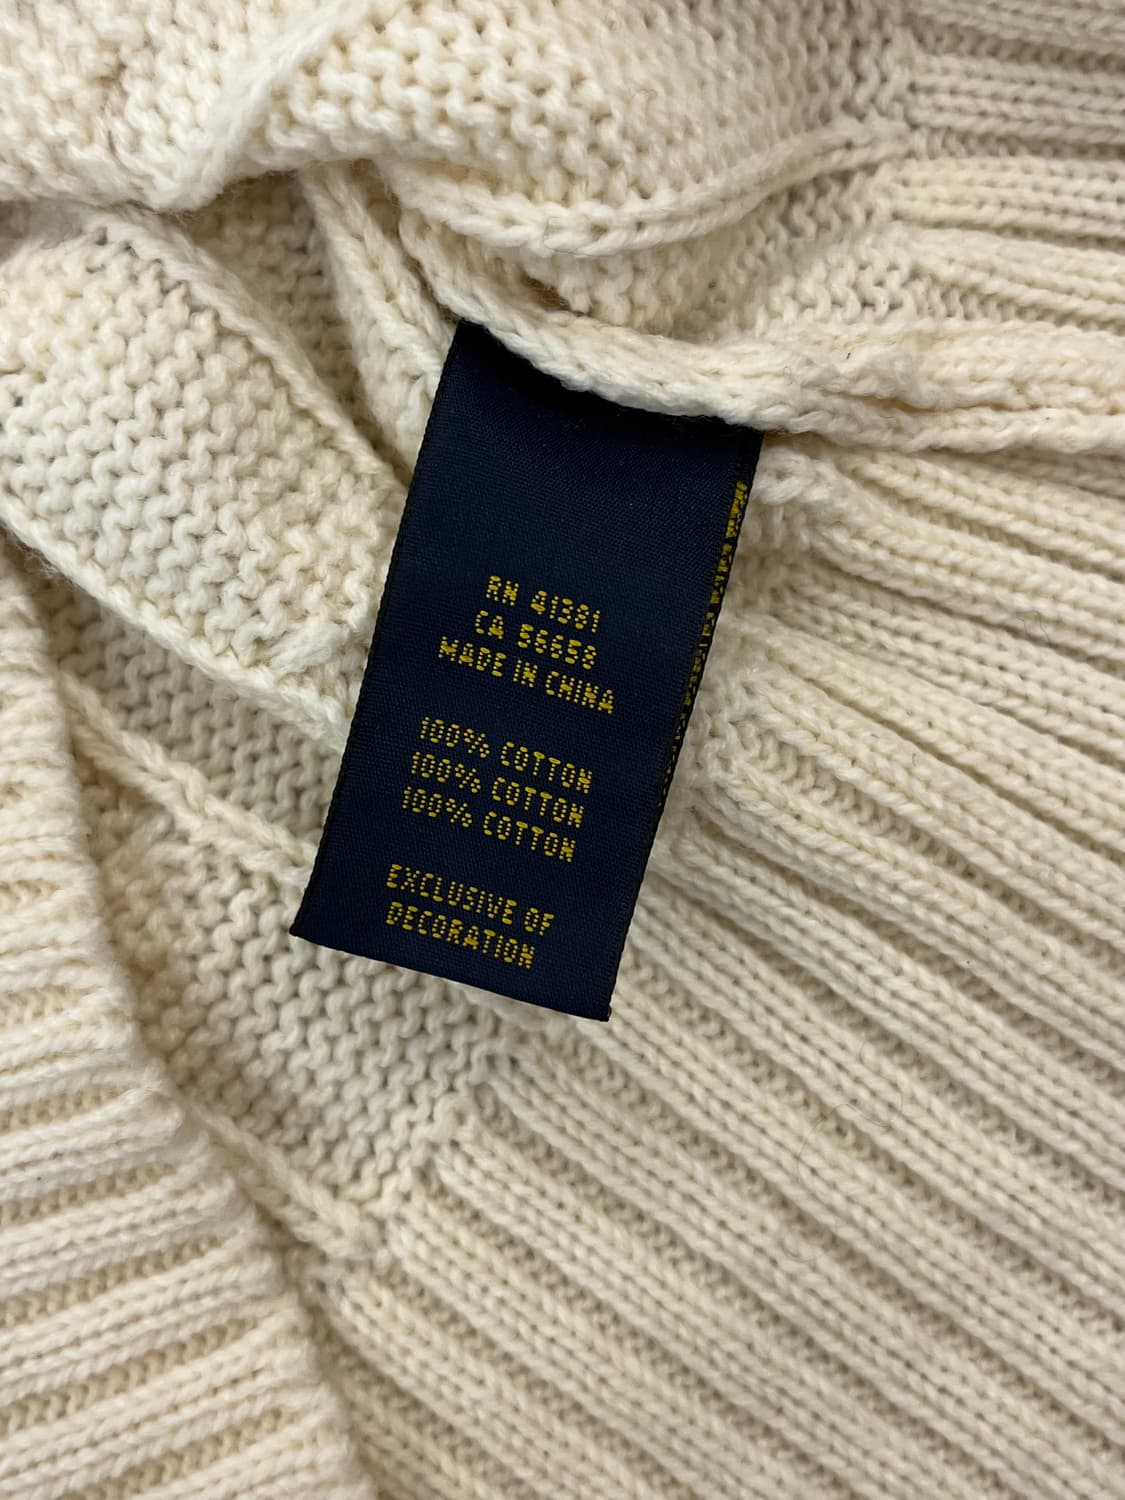 RN 41381
CA 56658
MADE IN CHINA
100% COTTON
100% COTTON
100% COTTON
EXCLUSIVE OF
DECORATION